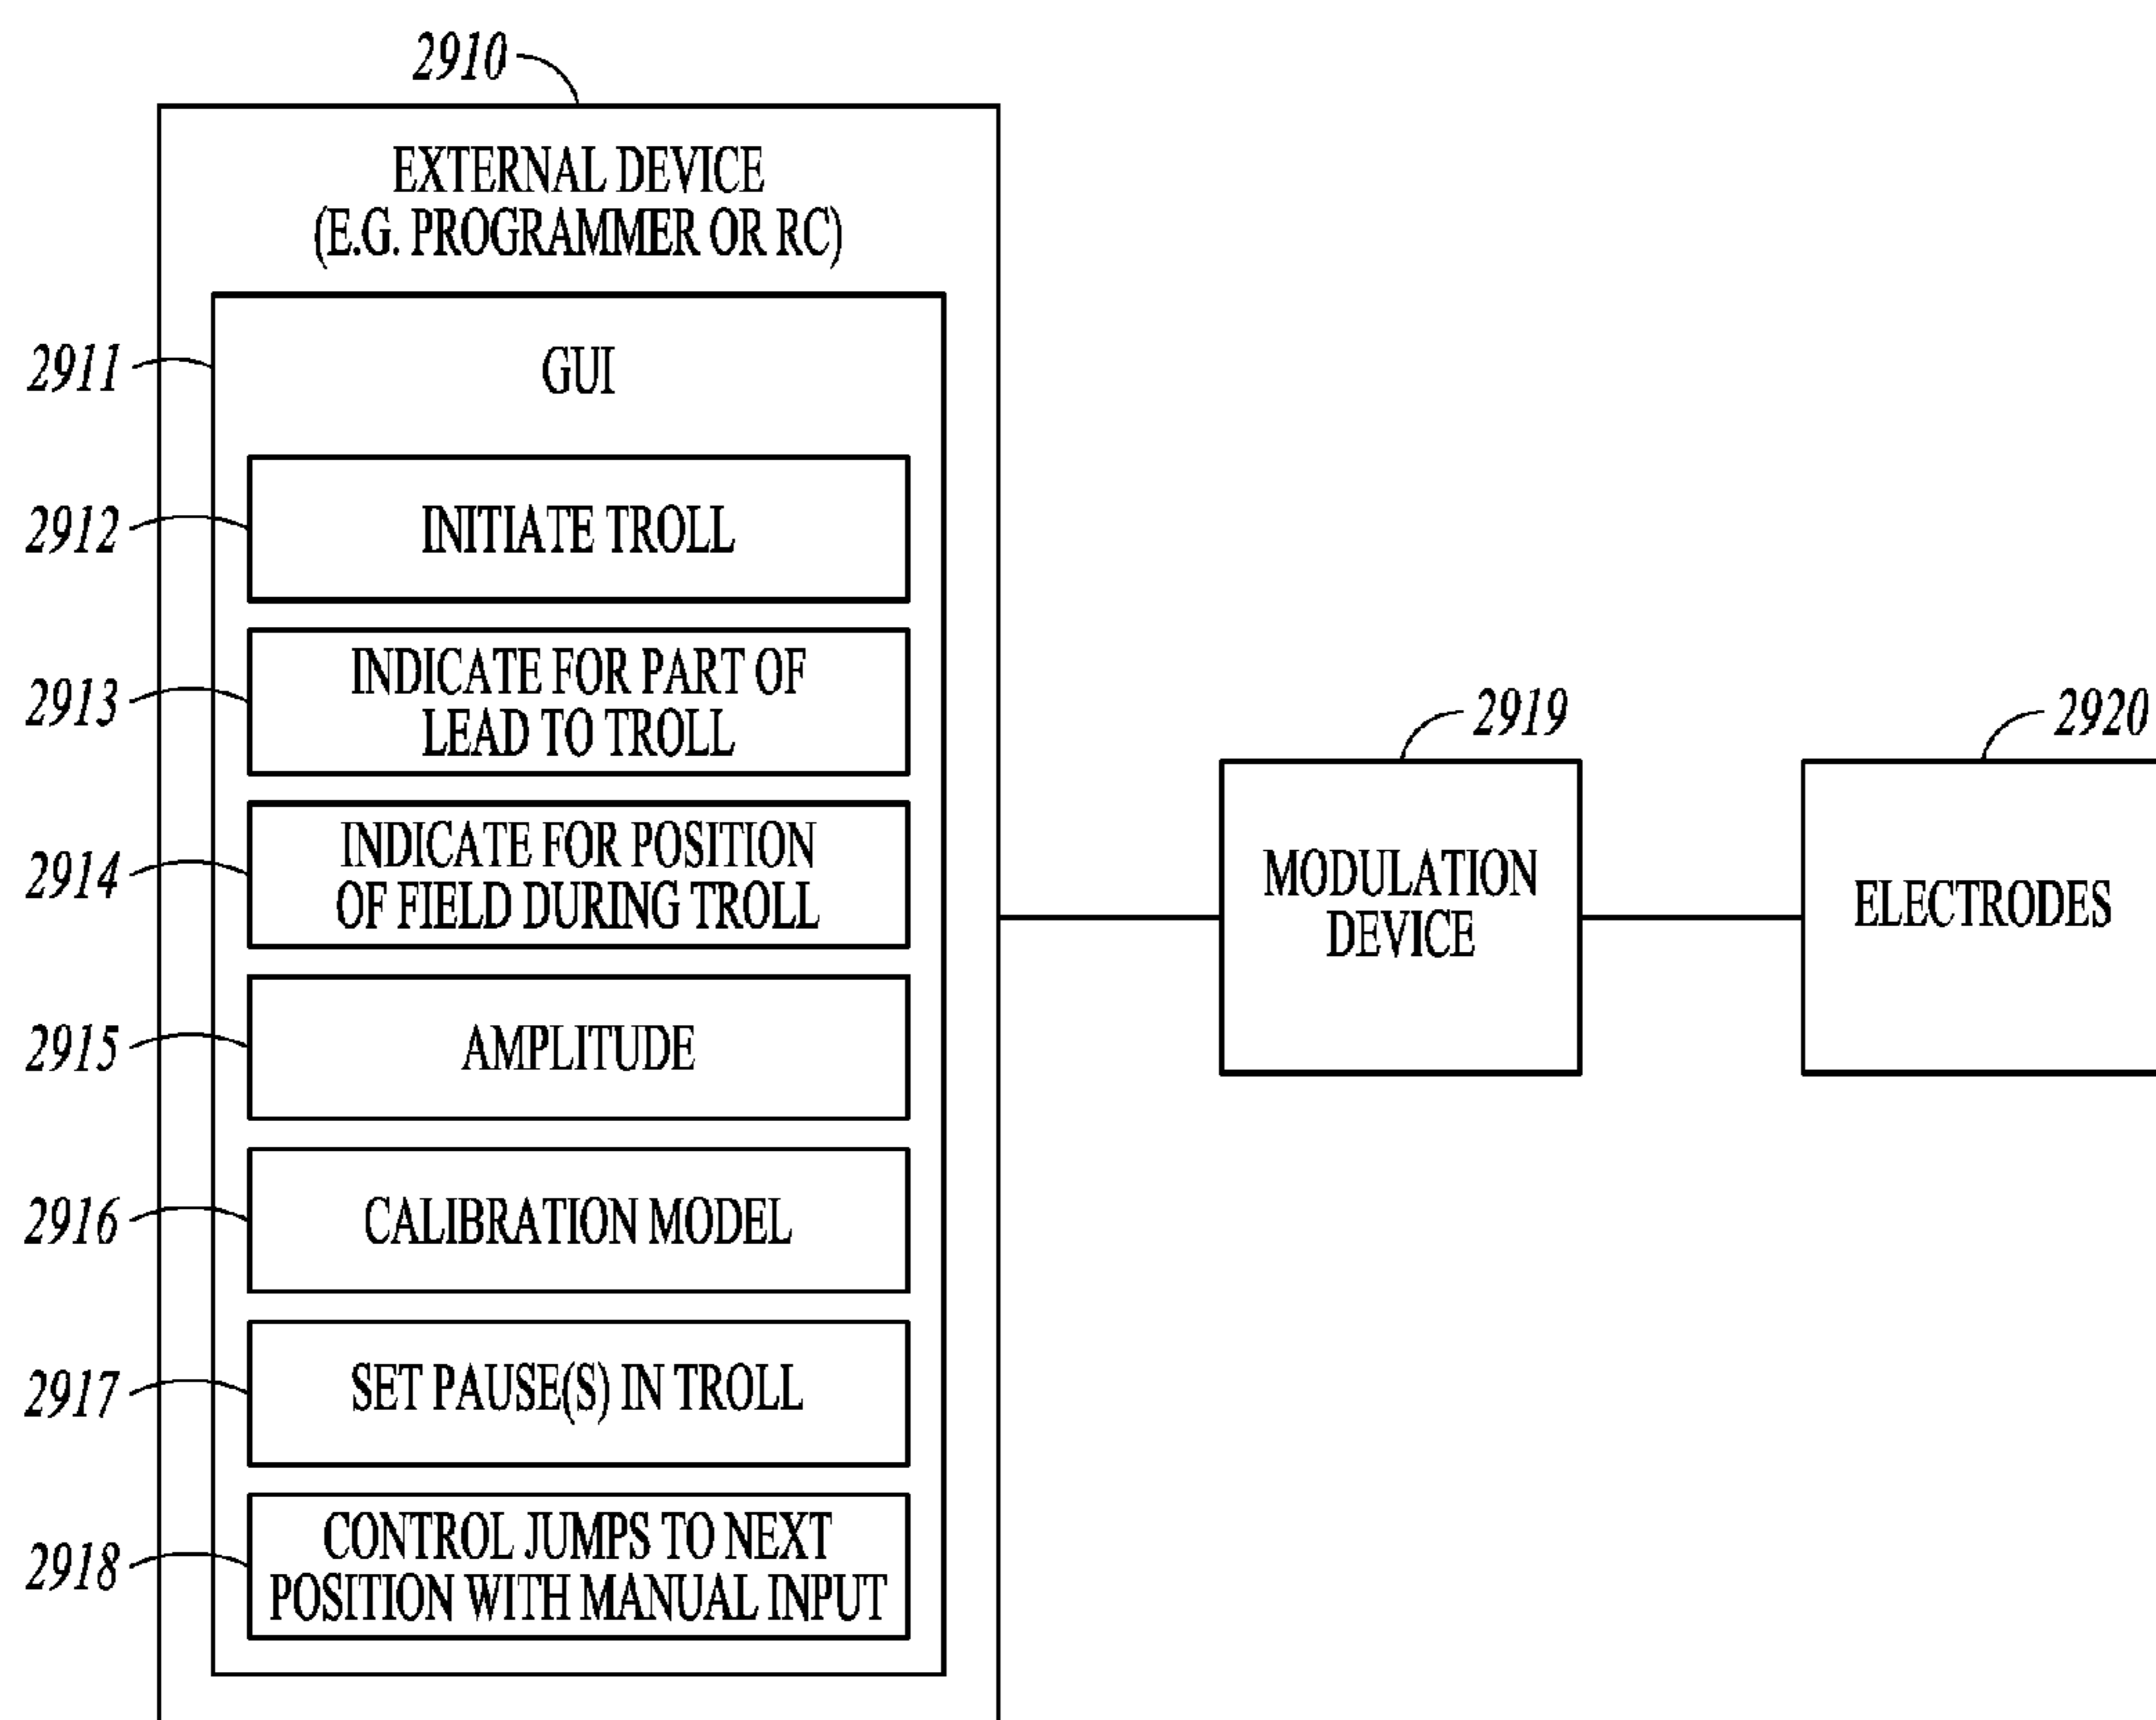 2910
EXTERNAL DEVICE
(E.G. PROGRAMMER OR RC)
2911
GUI
2912
INITIATE TROLL
2913
INDICATE FOR PART OF
LEAD TO TROLL
2914
INDICATE FOR POSITION
OF FIELD DURING TROLL
2915
AMPLITUDE
2916
CALIBRATION MODEL
2917
SET PAUSE(S) IN TROLL
2918
CONTROL JUMPS TO NEXT
POSITION WITH MANUAL INPUT
2919
MODULATION
DEVICE
2920
ELECTRODES